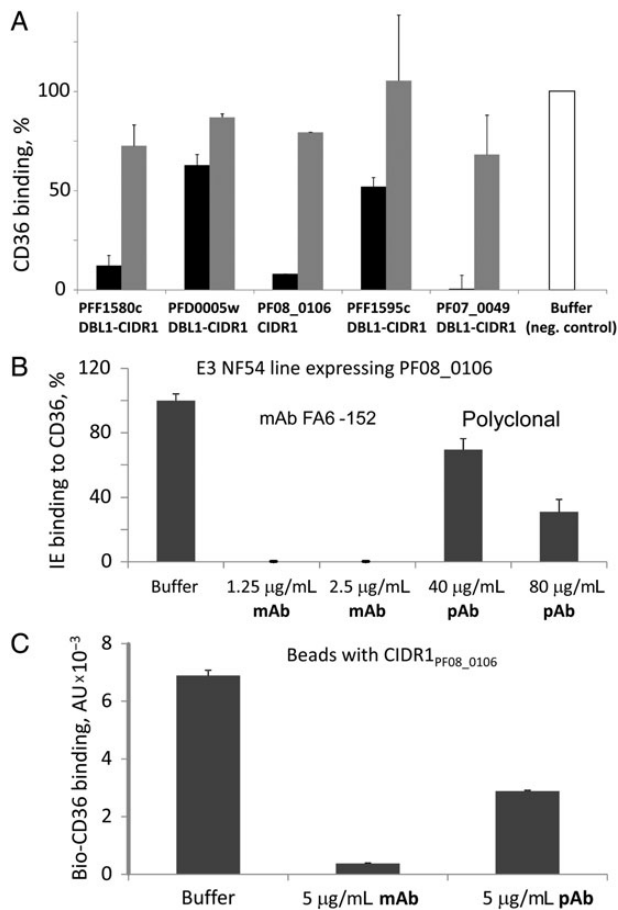 A
CD36 binding, %
100
50
0
PFF1580c PFD0005w PF08_0106 PFF1595c PF07_0049 Buffer
DBL1-CIDR1 DBL1-CIDR1 CIDR1 DBL1-CIDR1 DBL1-CIDR1 (neg. control)
B
IE binding to CD36, %
120
80
40
0
E3 NF54 line expressing PF08_0106
mAb FA6 -152 Polyclonal
Buffer 1.25 µg/mL 2.5 µg/mL 40 µg/mL 80 µg/mL
mAb mAb pAb pAb
C
Bio-CD36 binding, AU×10⁻³
8
6
4
2
0
Beads with CIDR1PF08_0106
Buffer 5 µg/mL mAb 5 µg/mL pAb